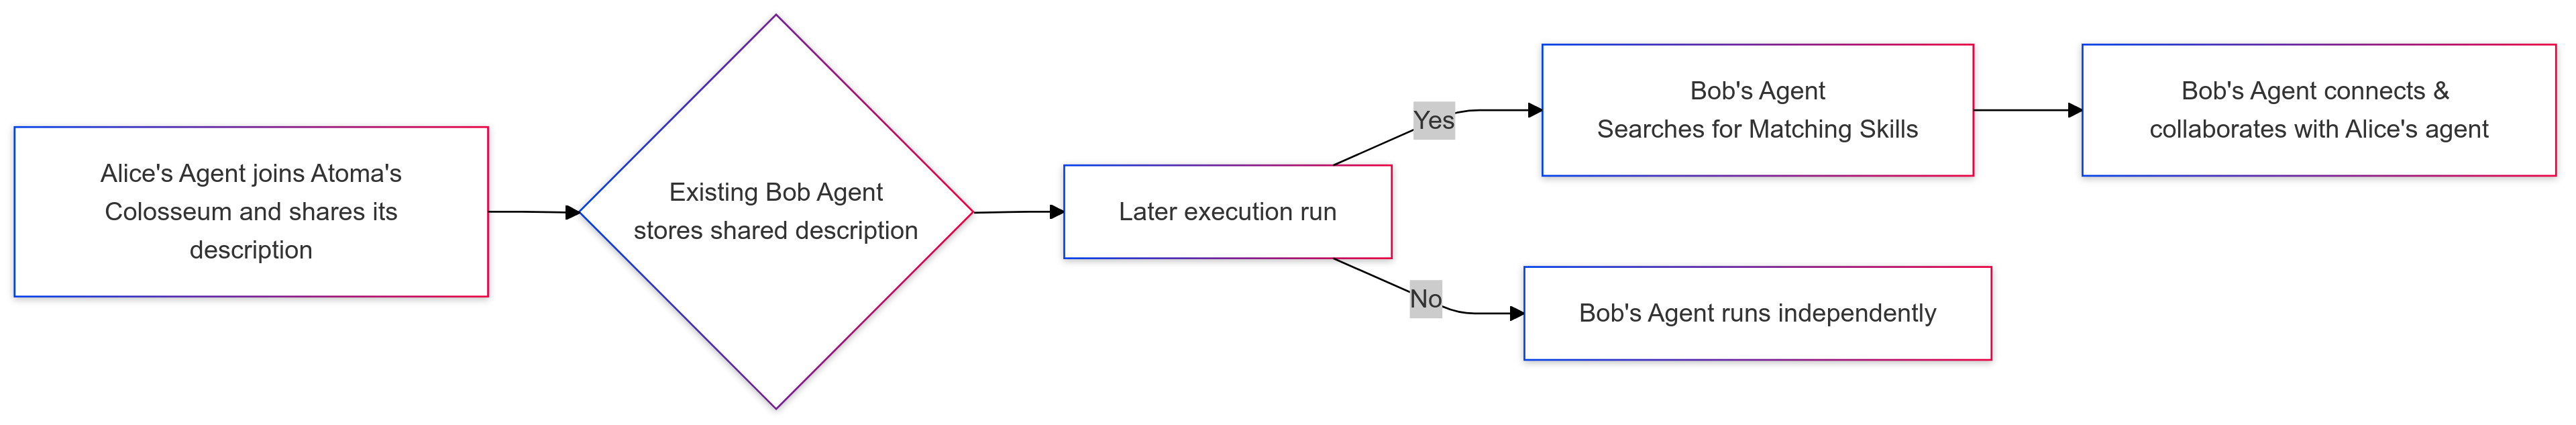 Alice's Agent joins Atoma's
Colosseum and shares its
description
Existing Bob Agent
stores shared description
Later execution run
Yes
No
Bob's Agent
Searches for Matching Skills
Bob's Agent runs independently
Bob's Agent connects &
collaborates with Alice's agent